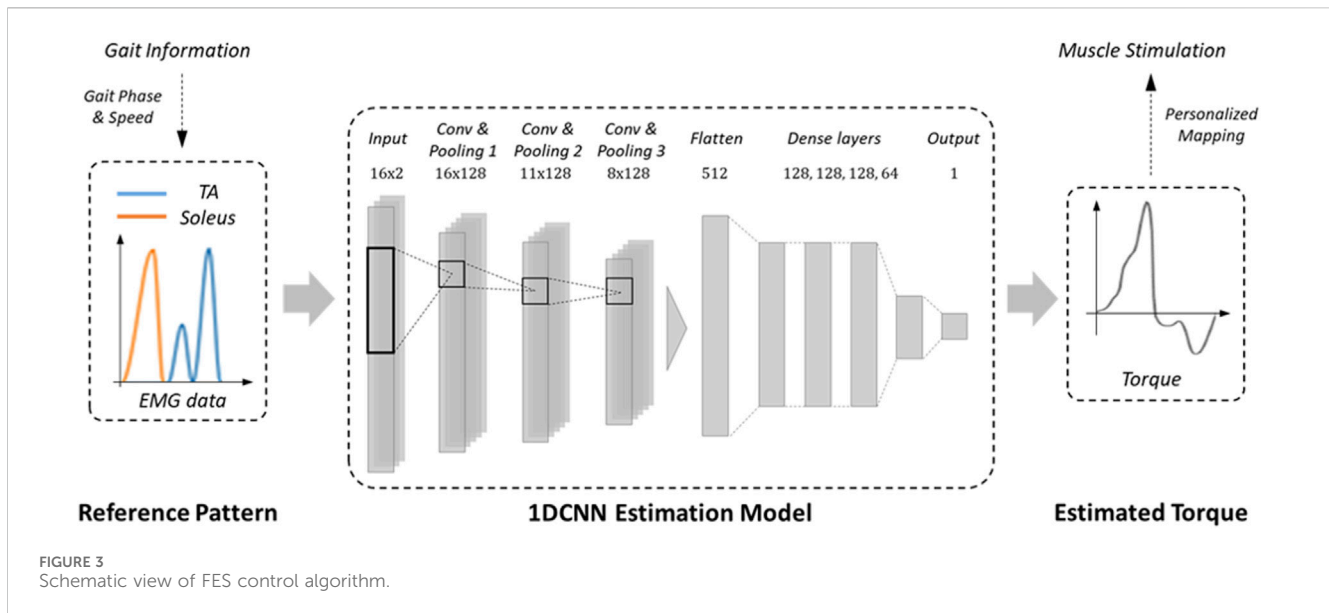 Gait Information
Gait Phase
& Speed
TA
Soleus
EMG data
Reference Pattern
Input
16x2
Conv &
Pooling 1
16x128
Conv &
Pooling 2
11x128
Conv &
Pooling 3
8x128
Flatten
512
Dense layers
128, 128, 128, 64
Output
1
1DCNN Estimation Model
Muscle Stimulation
Personalized
Mapping
Torque
Estimated Torque
FIGURE 3
Schematic view of FES control algorithm.